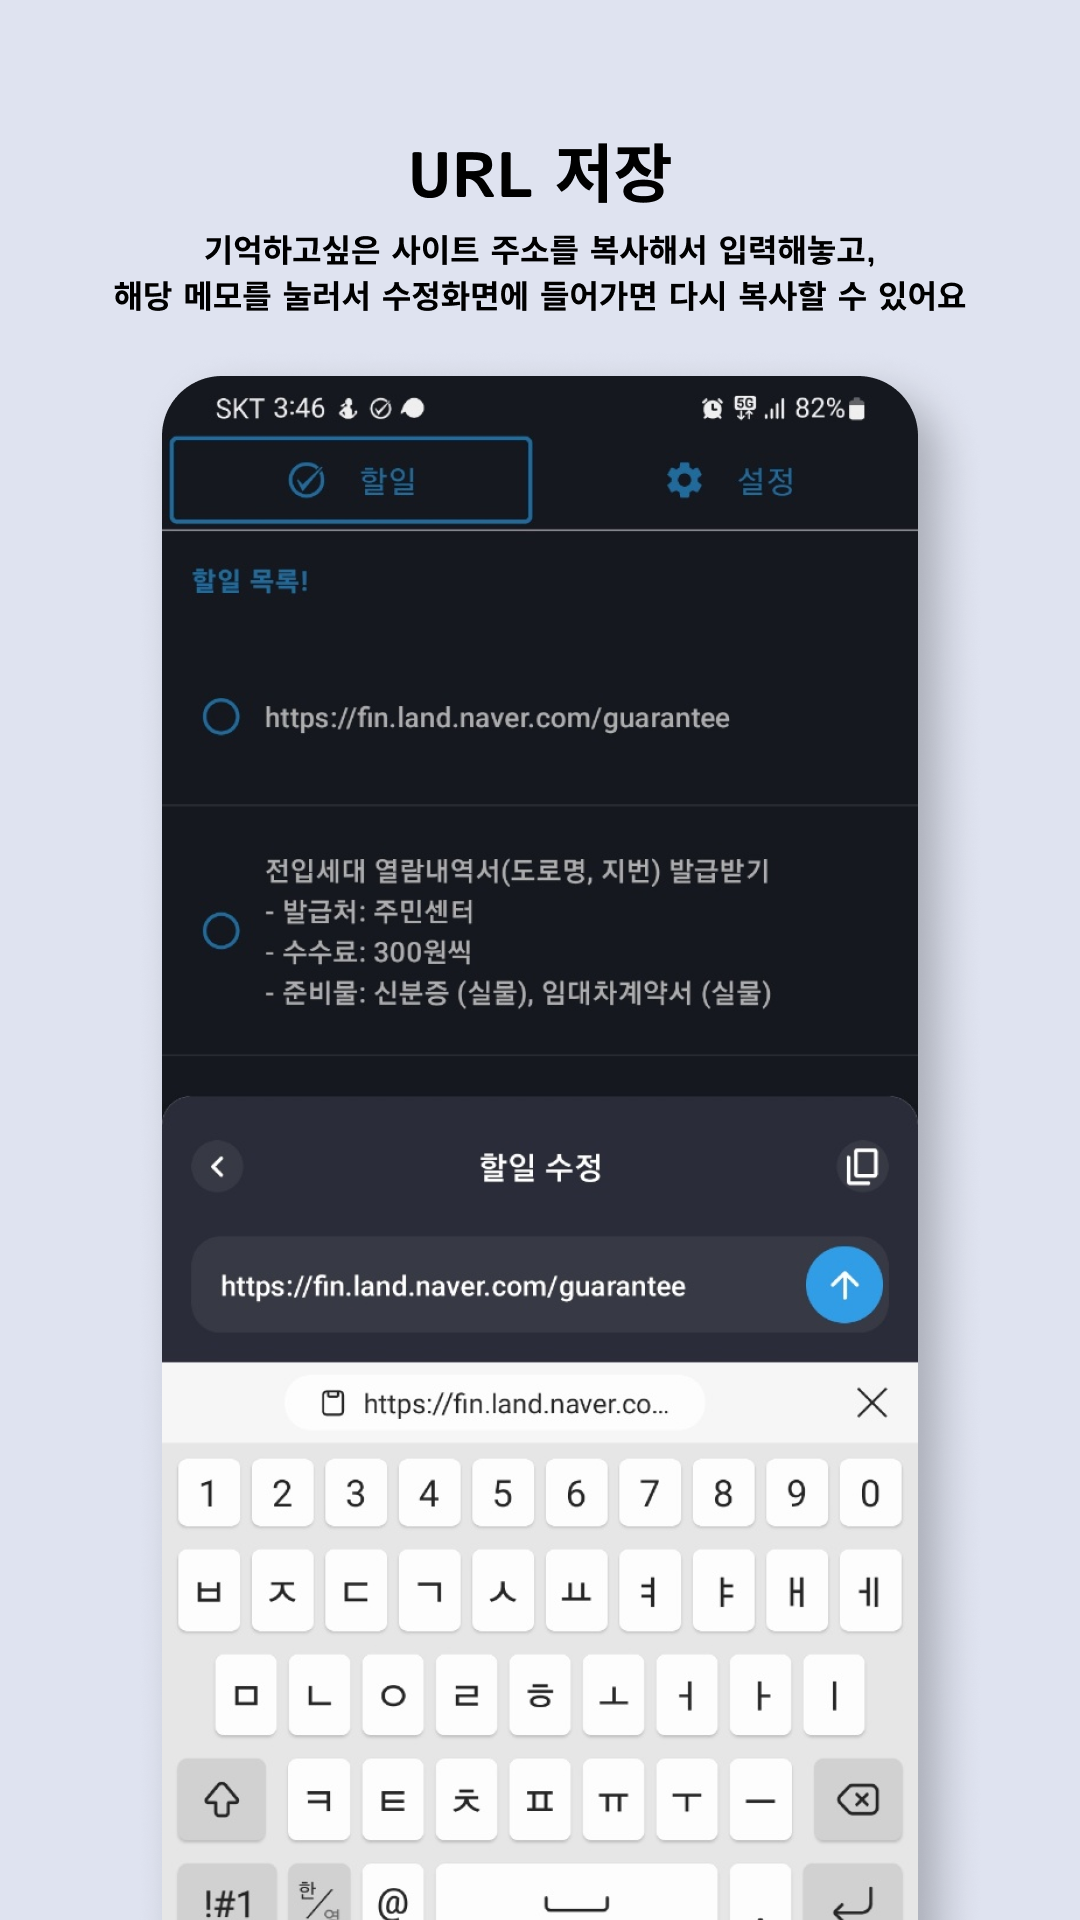 URL 저장
기억하고싶은 사이트 주소를 복사해서 입력해놓고,
해당 메모를 눌러서 수정화면에 들어가면 다시 복사할 수 있어요
SKT 3:46 5G 82%
할일 설정
할일 목록!
https://fin.land.naver.com/guarantee
전입세대 열람내역서(도로명, 지번) 발급받기
- 발급처: 주민센터
- 수수료: 300원씩
- 준비물: 신분증 (실물), 임대차계약서 (실물)
할일 수정
https://fin.land.naver.com/guarantee
https://fin.land.naver.co...
1 2 3 4 5 6 7 8 9 0
ㅂ ㅈ ㄷ ㄱ ㅅ ㅛ ㅕ ㅑ ㅐ ㅔ
ㅁ ㄴ ㅇ ㄹ ㅎ ㅗ ㅓ ㅏ ㅣ
ㅋ ㅌ ㅊ ㅍ ㅠ ㅜ ㅡ
!#1 한/영 @ .